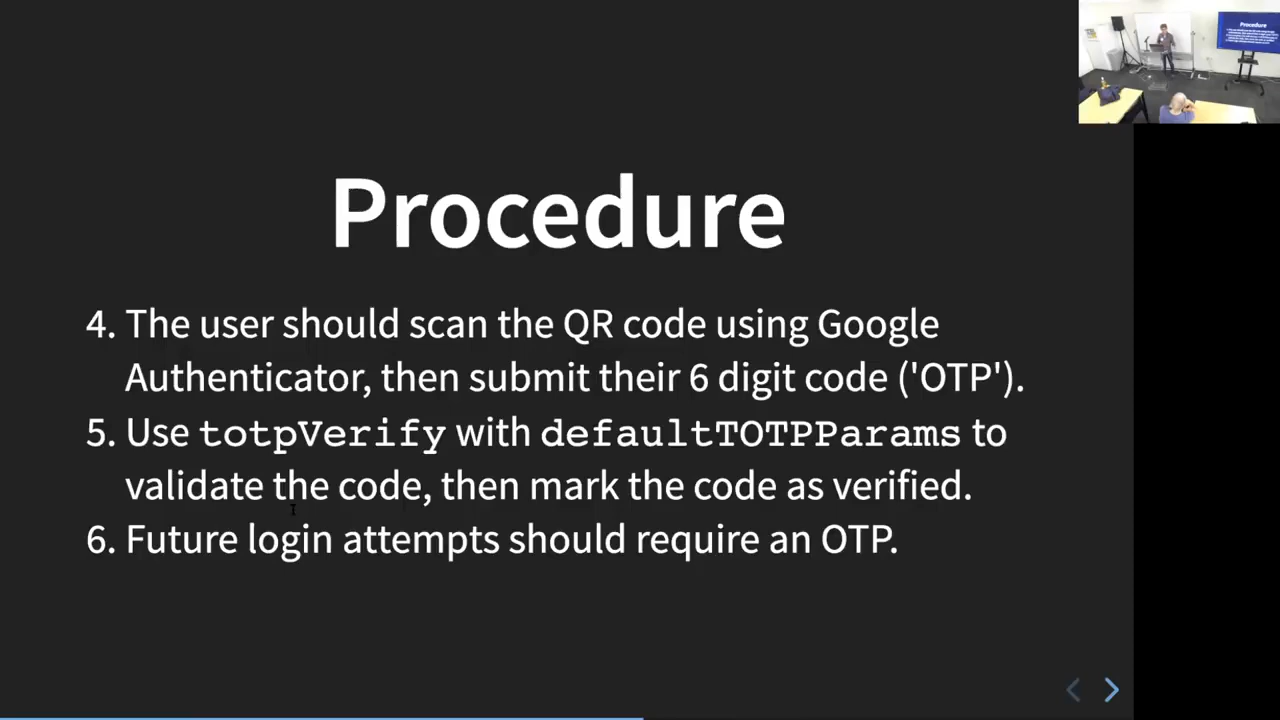 Procedure
Procedure
4. The user should scan the QR code using Google
Authenticator, then submit their 6 digit code ('OTP').
5. Use totpVerify with defaultTOTPParams to
validate the code, then mark the code as verified.
6. Future login attempts should require an OTP.